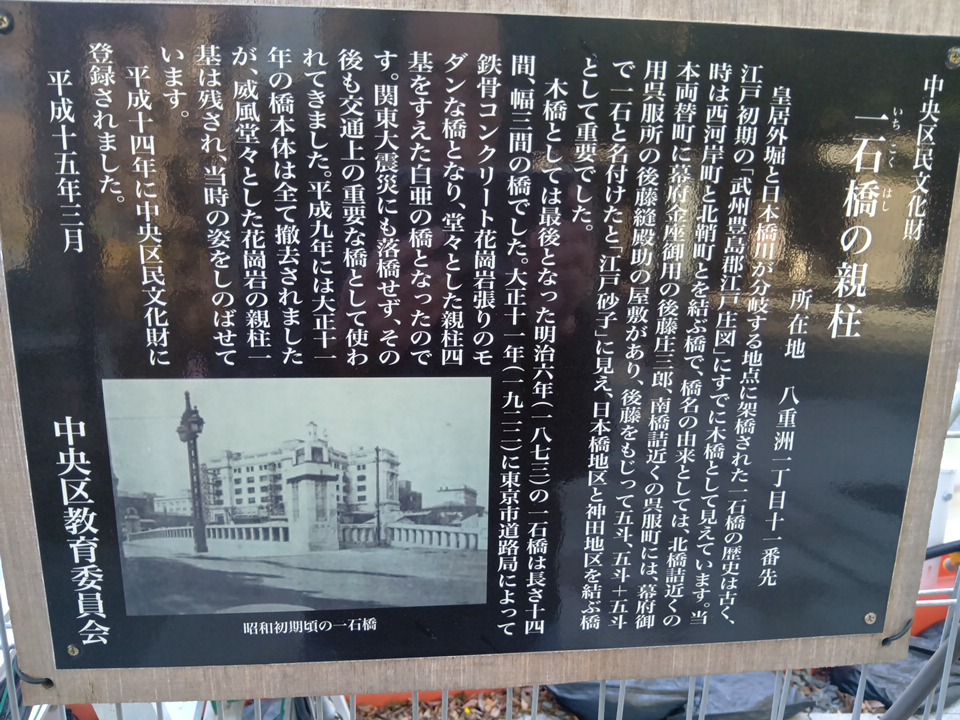 中央区民文化財
一石橋の親柱
いちこくはし
所在地 八重洲一丁目十一番先
皇居外堀と日本橋川が分岐する地点に架橋された一石橋の歴史は古く、
江戸初期の「武州豊島郡江戸庄図」にすでに木橋として見えています。当
時は西河岸町と北鞘町とを結ぶ橋で、橋名の由来としては、北橋詰近くの
本両替町に幕府金座御用の後藤庄三郎、南橋詰近くの呉服町には、幕府御
用呉服所の後藤縫殿助の屋敷があり、後藤をもじって五斗、五斗＋五斗
で一石と名付けたと「江戸砂子」に見え、日本橋地区と神田地区を結ぶ橋
として重要でした。
木橋としては最後となった明治六年（一八七三）の一石橋は長さ十四
間、幅三間の橋でした。大正十一年（一九二二）に東京市道路局によって
鉄骨コンクリート花崗岩張りのモ
ダンな橋となり、堂々とした親柱四
基をすえた白亜の橋となったので
す。関東大震災にも落橋せず、その
後も交通上の重要な橋として使わ
れてきました。平成九年には大正十一
年の橋本体は全て撤去されました
が、威風堂々とした花崗岩の親柱一
基は残され、当時の姿をしのばせて
います。
平成十四年に中央区民文化財に
登録されました。
平成十五年三月
中央区教育委員会
昭和初期頃の一石橋